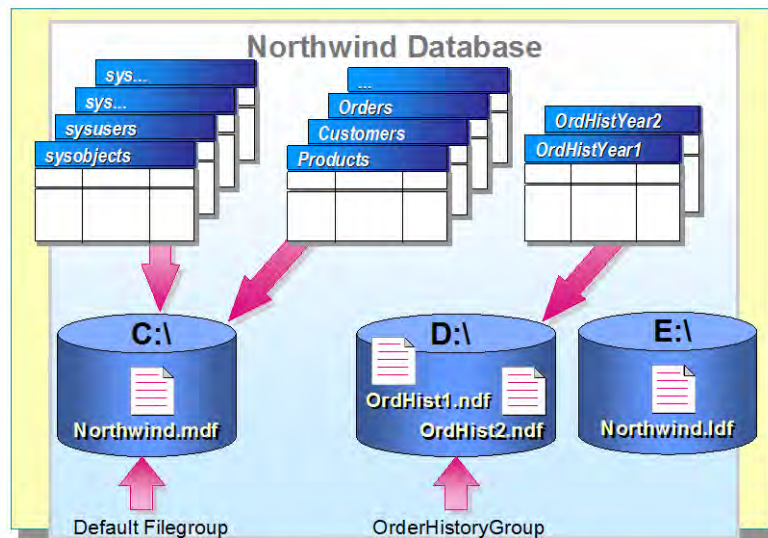 Northwind Database
sys...
sys...
sysusers
sysobjects
...
Orders
Customers
Products
OrdHistYear2
OrdHistYear1
C:\
Northwind.mdf
D:\
OrdHist1.ndf
OrdHist2.ndf
E:\
Northwind.ldf
Default Filegroup
OrderHistoryGroup